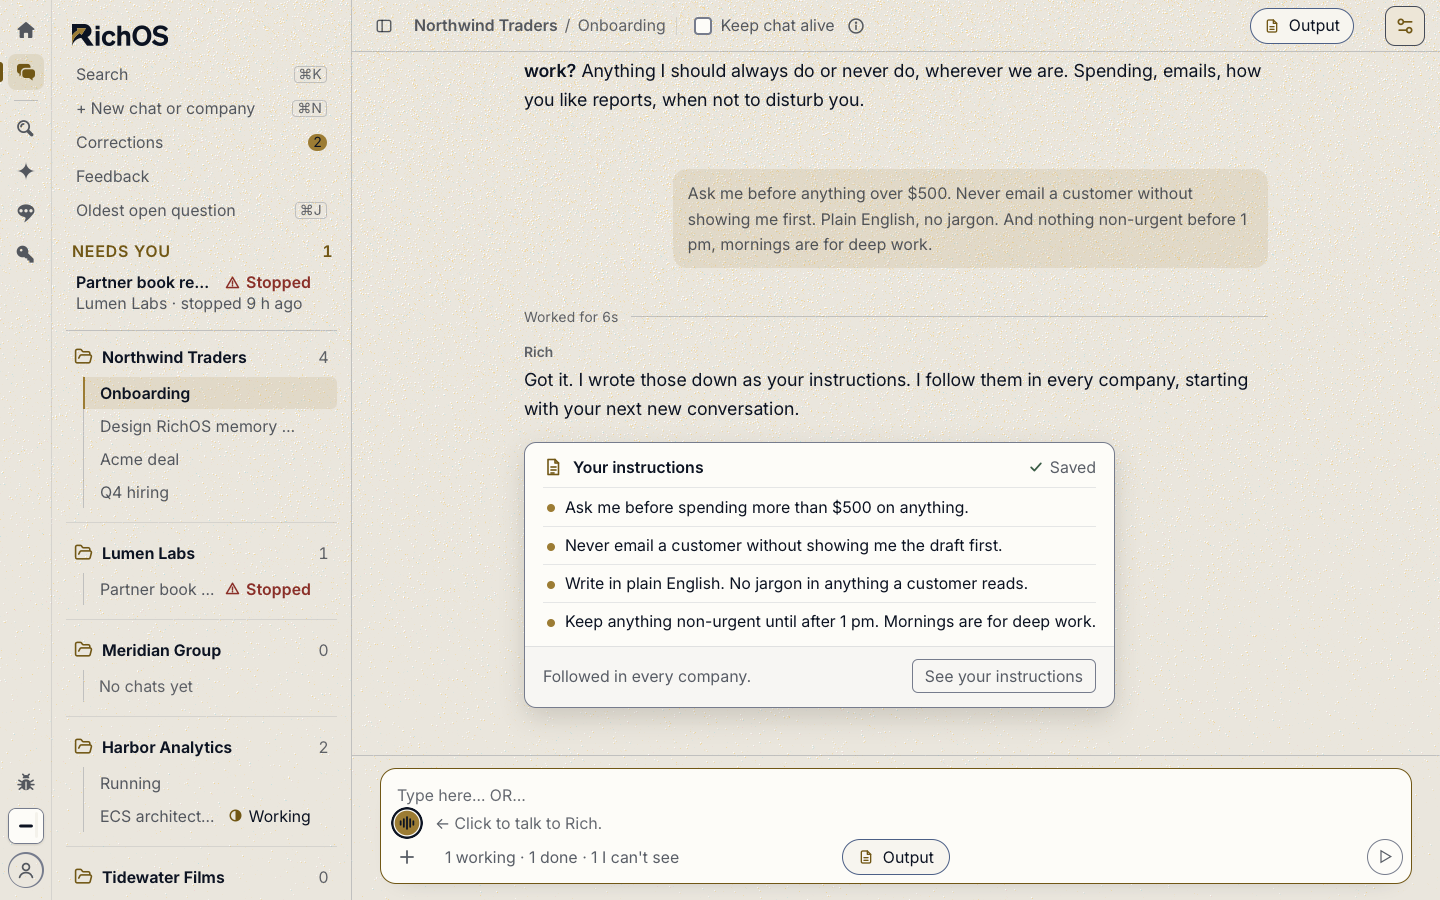 RichOS
Search ⌘K
+ New chat or company ⌘N
Corrections 2
Feedback
Oldest open question ⌘J
NEEDS YOU 1
Partner book re... Stopped
Lumen Labs · stopped 9 h ago
Northwind Traders 4
Onboarding
Design RichOS memory ...
Acme deal
Q4 hiring
Lumen Labs 1
Partner book ... Stopped
Meridian Group 0
No chats yet
Harbor Analytics 2
Running
ECS architect... Working
Tidewater Films 0
Northwind Traders / Onboarding
Keep chat alive
Output
work? Anything I should always do or never do, wherever we are. Spending, emails, how
you like reports, when not to disturb you.
Ask me before anything over $500. Never email a customer without
showing me first. Plain English, no jargon. And nothing non-urgent before 1
pm, mornings are for deep work.
Worked for 6s
Rich
Got it. I wrote those down as your instructions. I follow them in every company, starting
with your next new conversation.
Your instructions Saved
Ask me before spending more than $500 on anything.
Never email a customer without showing me the draft first.
Write in plain English. No jargon in anything a customer reads.
Keep anything non-urgent until after 1 pm. Mornings are for deep work.
Followed in every company. See your instructions
Type here... OR...
← Click to talk to Rich.
1 working · 1 done · 1 I can't see
Output